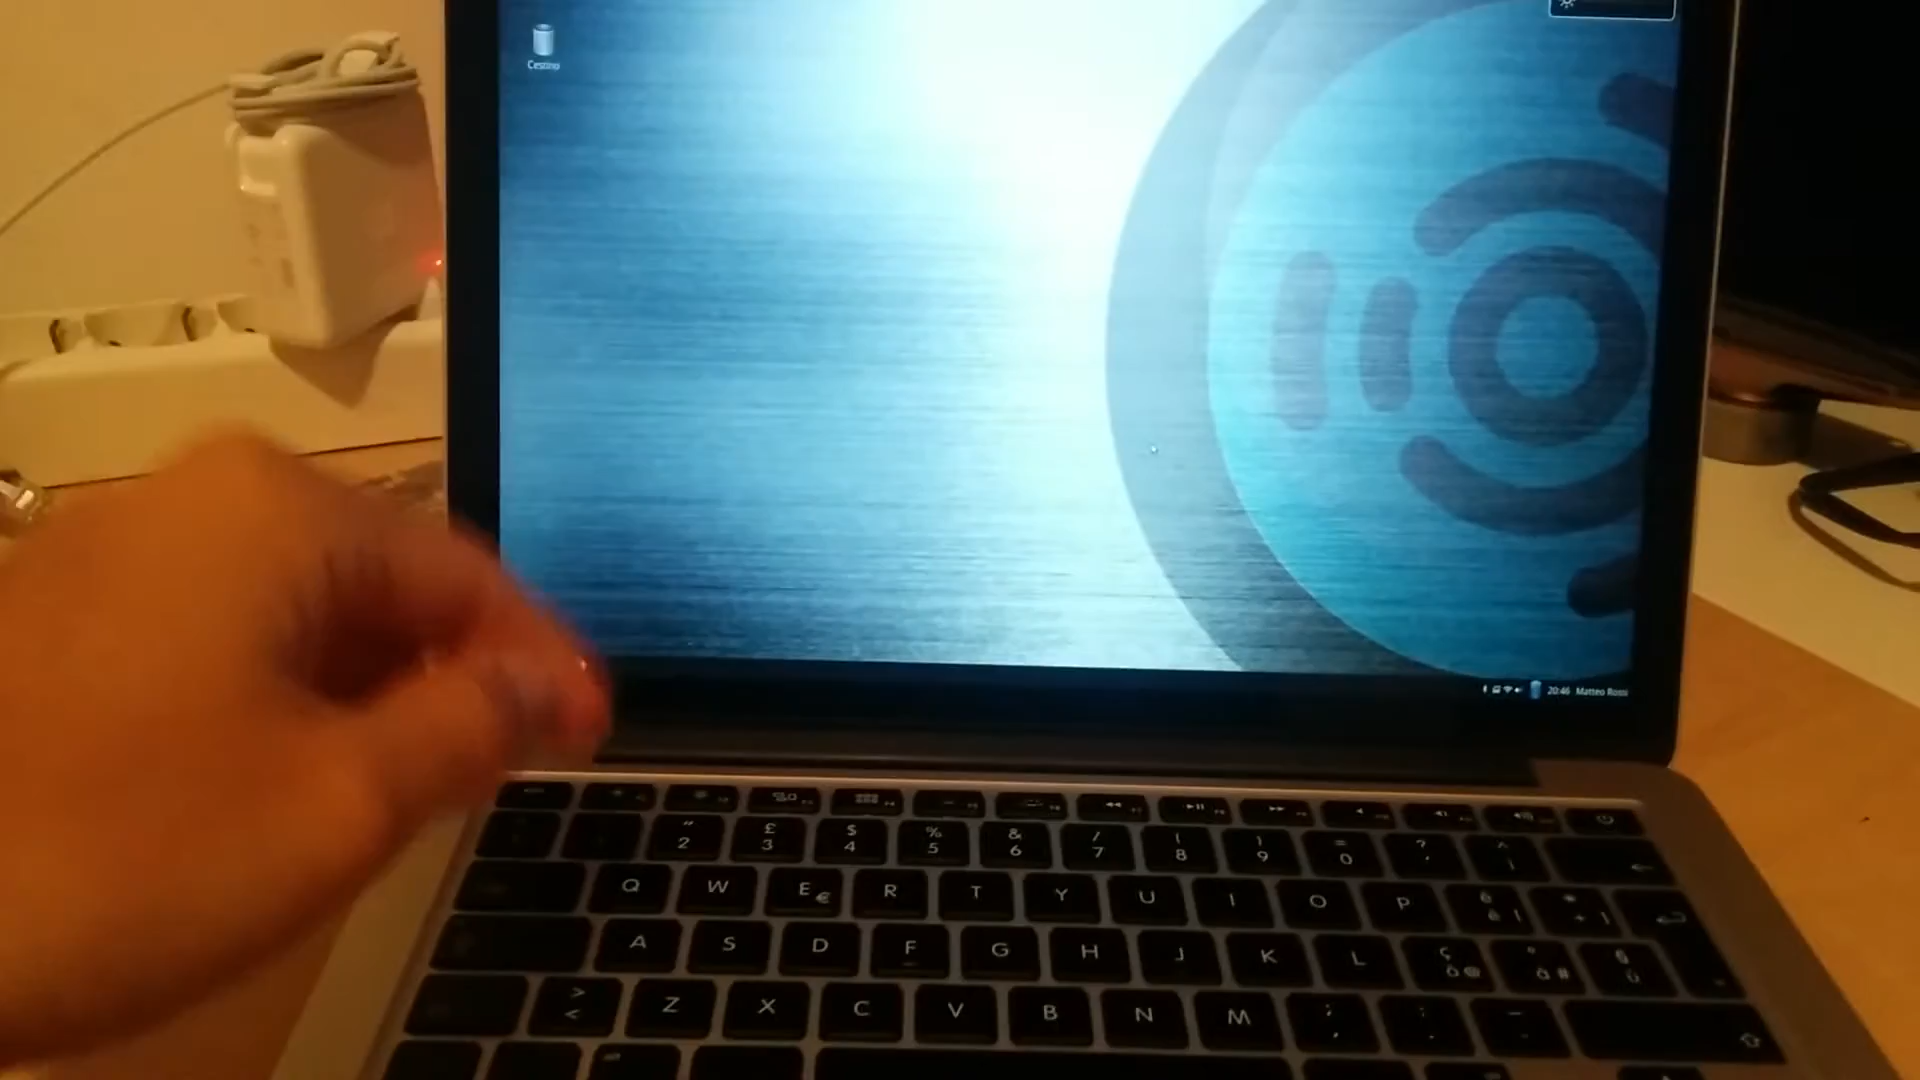 Cestino
20:46 Matteo Rossi
" 2 £ 3 $ 4 % 5 & 6 / 7 ( 8 ) 9 = 0 ? ' ^ ì
Q W E € R T Y U I O P é è [ * + ]
A S D F G H J K L ç ò @ ° à # § ù
> < Z X C V B N M ; , : . _ -